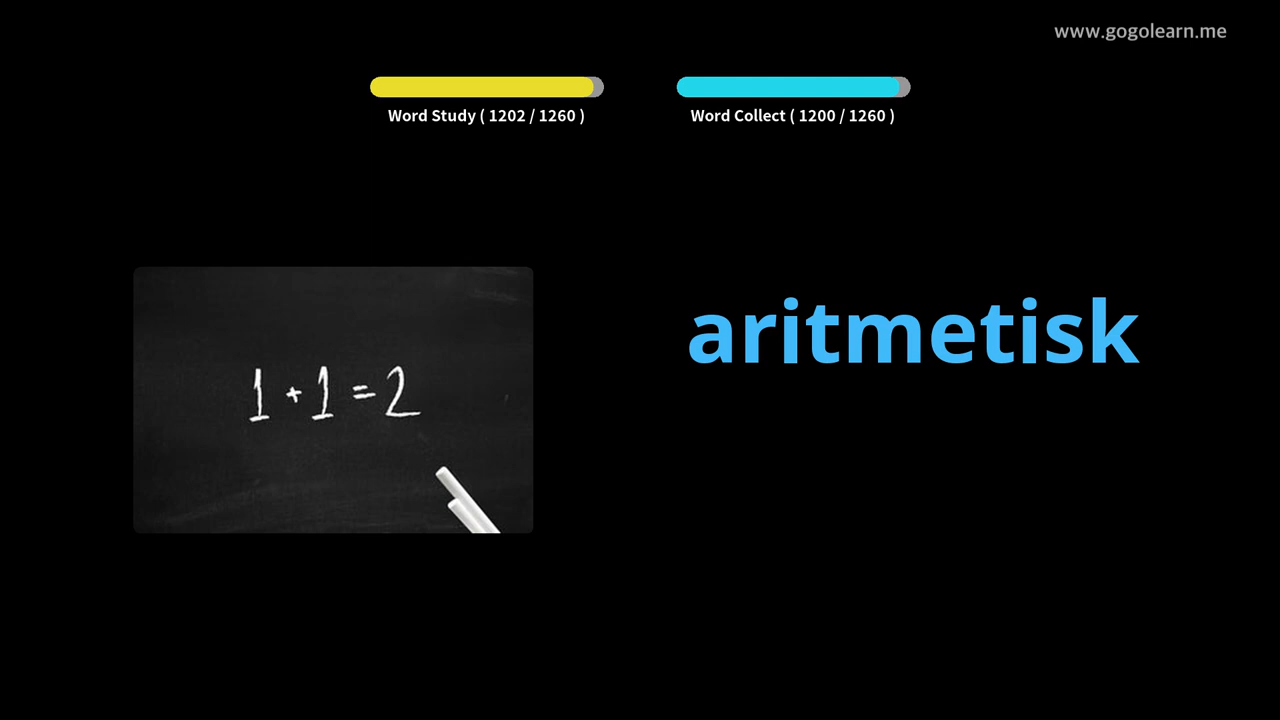 www.gogolearn.me
Word Study ( 1202 / 1260 )
Word Collect ( 1200 / 1260 )
aritmetisk
1 + 1 = 2